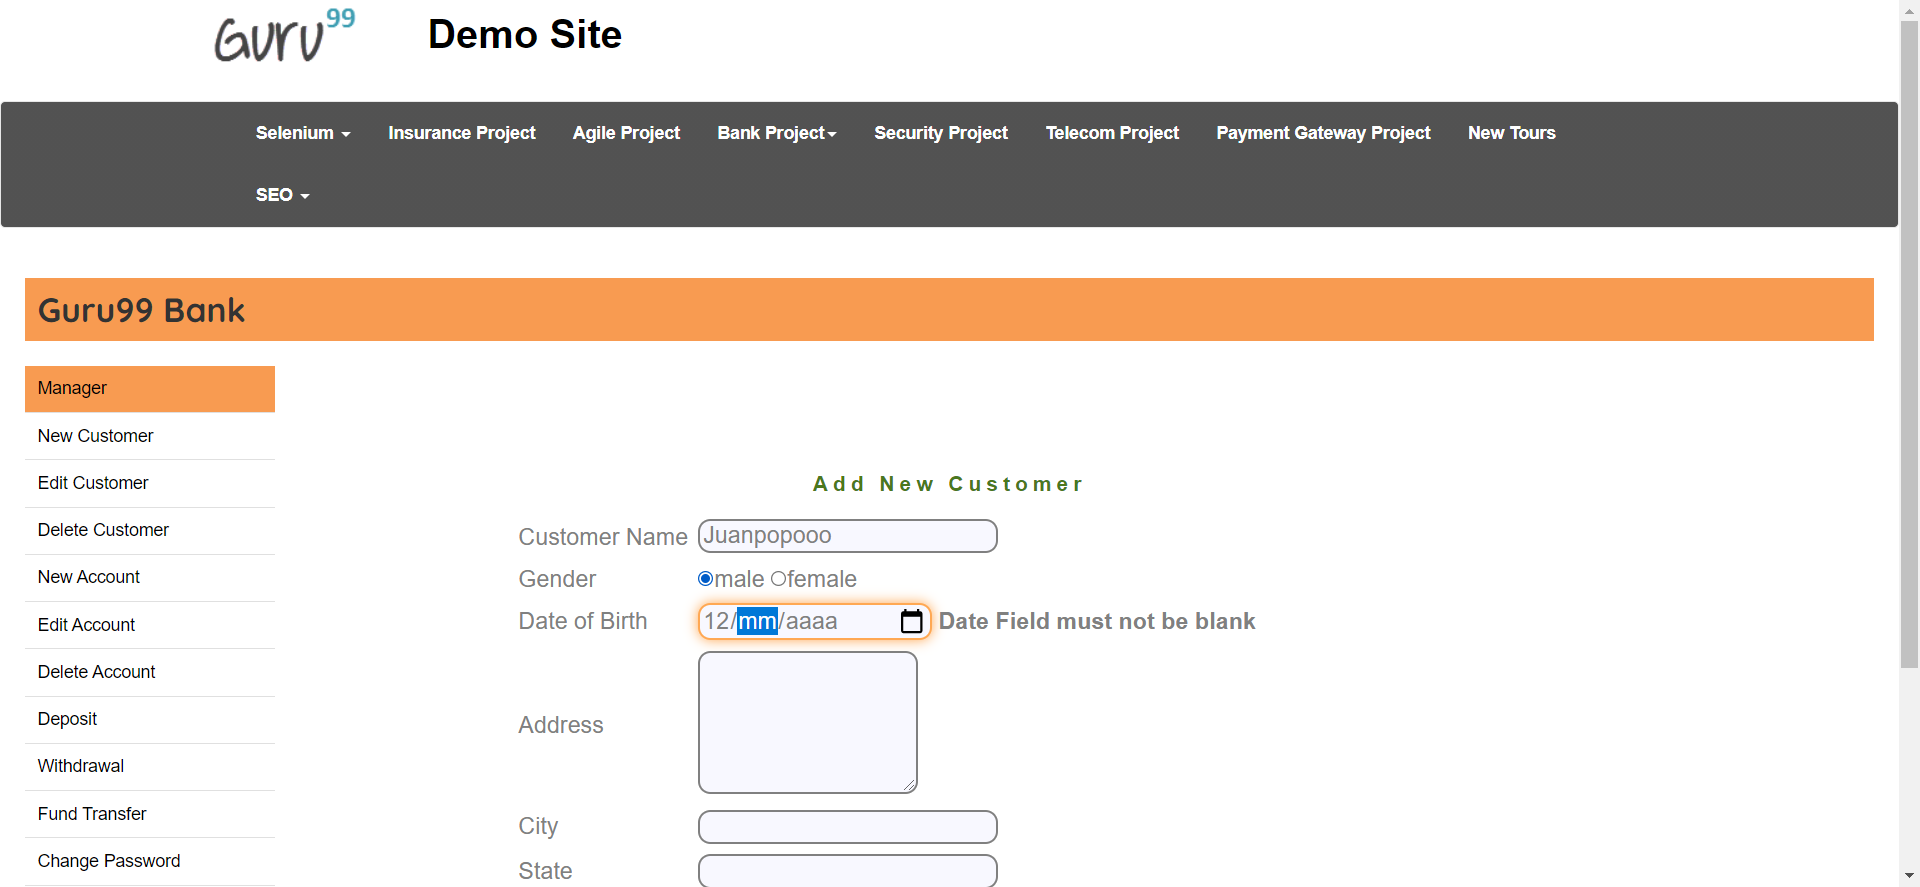 Guru99
Demo Site
Selenium Insurance Project Agile Project Bank Project Security Project Telecom Project Payment Gateway Project New Tours
SEO
Guru99 Bank
Manager
New Customer
Edit Customer
Delete Customer
New Account
Edit Account
Delete Account
Deposit
Withdrawal
Fund Transfer
Change Password
Add New Customer
Customer Name Juanpopooo
Gender male female
Date of Birth 12/mm/aaaa Date Field must not be blank
Address
City
State